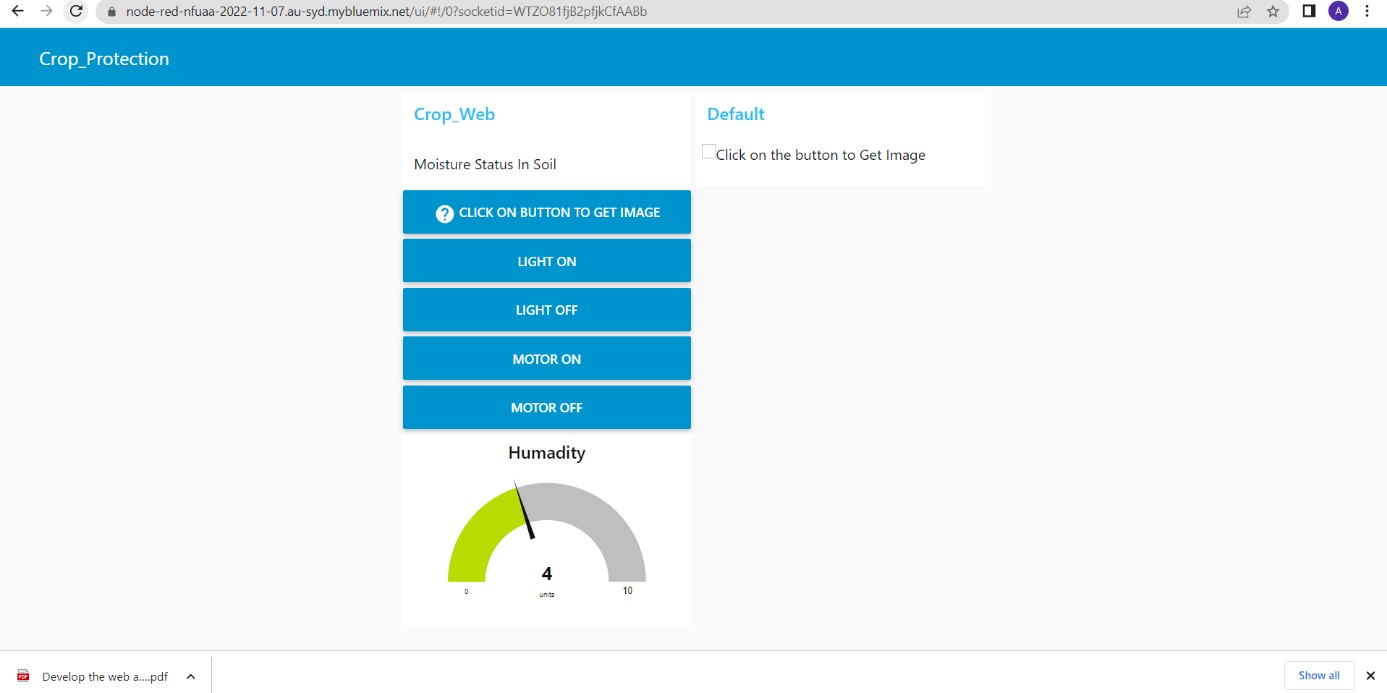 node-red-nfuaa-2022-11-07.au-syd.mybluemix.net/ui/#!/0?socketid=WTZO81fjB2pfjkCfAABb
A
Crop_Protection
Crop_Web
Moisture Status In Soil
? CLICK ON BUTTON TO GET IMAGE
LIGHT ON
LIGHT OFF
MOTOR ON
MOTOR OFF
Humadity
4
units
0
10
Default
Click on the button to Get Image
PDF
Develop the web a....pdf
Show all